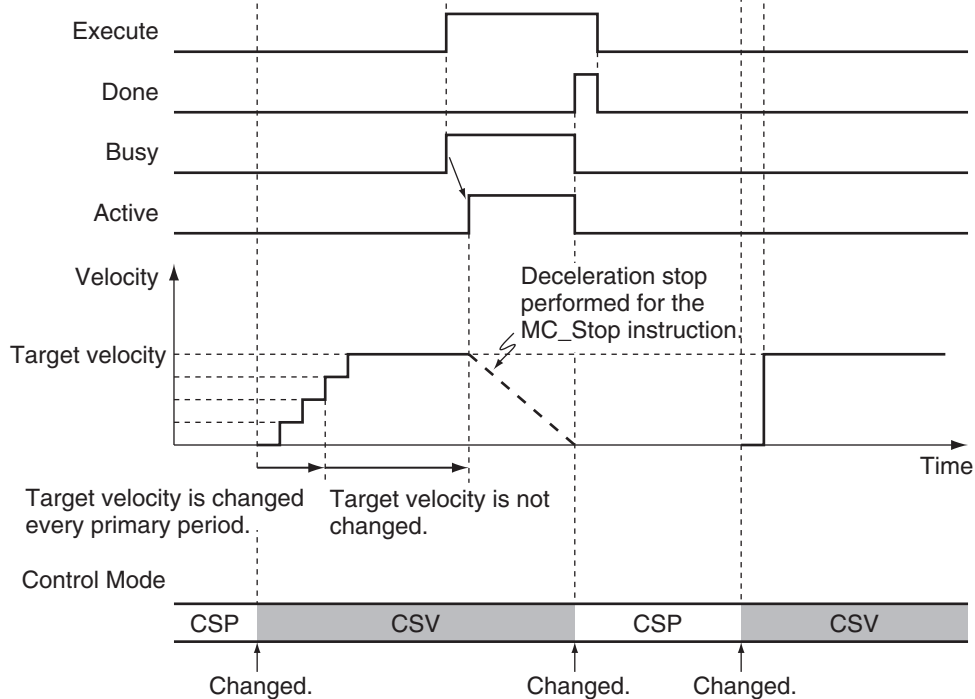 Execute
Done
Busy
Active
Velocity
Deceleration stop
performed for the
MC_Stop instruction.
Target velocity
Time
Target velocity is changed
every primary period.
Target velocity is not
changed.
Control Mode
CSP CSV CSP CSV
Changed. Changed. Changed.